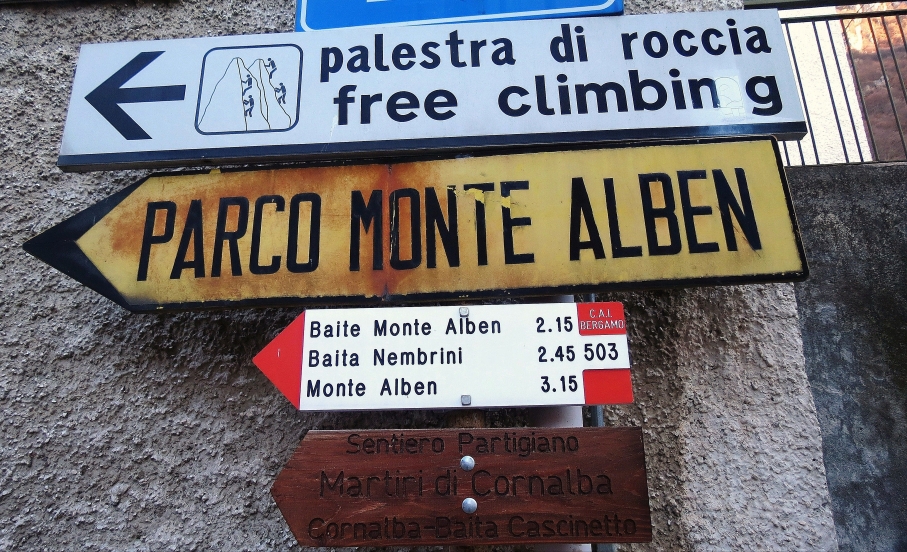 palestra di roccia
free climbing
PARCO MONTE ALBEN
Baite Monte Alben 2.15 C.A.I. BERGAMO
Baita Nembrini 2.45 503
Monte Alben 3.15
Sentiero Partigiano
Martiri di Cornalba
Cornalba-Baita Cascinetto